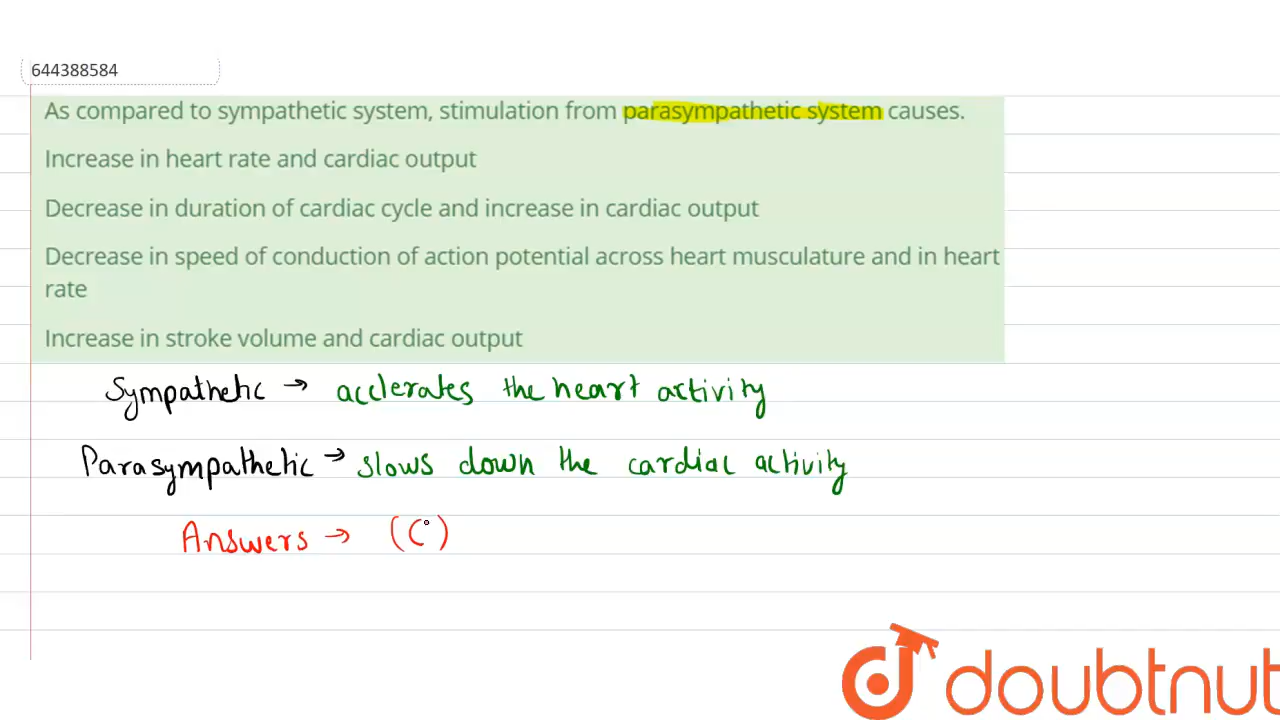 644388584
As compared to sympathetic system, stimulation from parasympathetic system causes.
Increase in heart rate and cardiac output
Decrease in duration of cardiac cycle and increase in cardiac output
Decrease in speed of conduction of action potential across heart musculature and in heart
rate
Increase in stroke volume and cardiac output
Sympathetic → acclerates the heart activity
Parasympathetic → slows down the cardiac activity
Answers → (C)
doubtnut